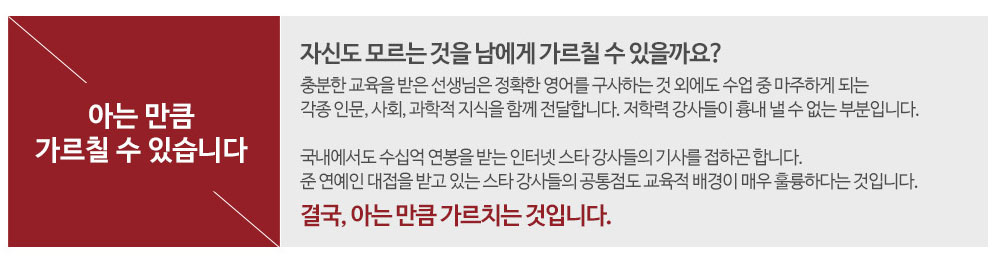 아는 만큼
가르칠 수 있습니다
자신도 모르는 것을 남에게 가르칠 수 있을까요?
충분한 교육을 받은 선생님은 정확한 영어를 구사하는 것 외에도 수업 중 마주하게 되는
각종 인문, 사회, 과학적 지식을 함께 전달합니다. 저학력 강사들이 흉내 낼 수 없는 부분입니다.
국내에서도 수십억 연봉을 받는 인터넷 스타 강사들의 기사를 접하곤 합니다.
준 연예인 대접을 받고 있는 스타 강사들의 공통점도 교육적 배경이 매우 훌륭하다는 것입니다.
결국, 아는 만큼 가르치는 것입니다.